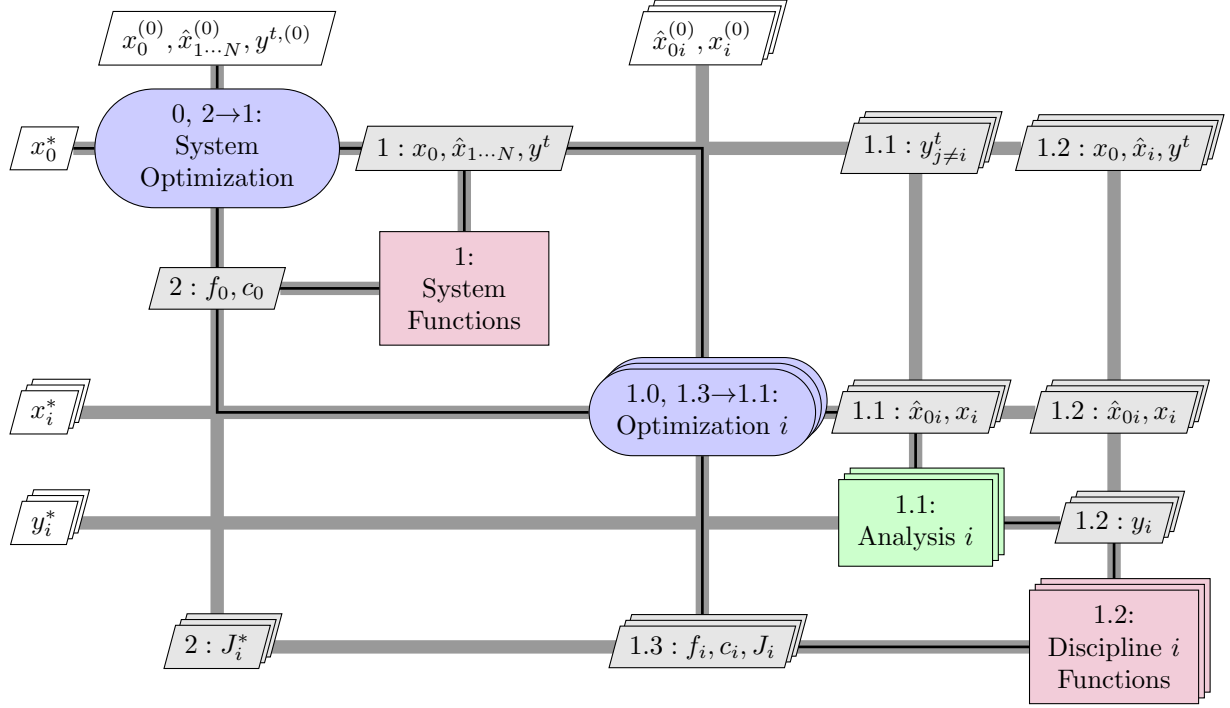 x_0^{(0)}, \hat{x}_{1⋯N}^{(0)}, y^{t,(0)}
\hat{x}_{0i}^{(0)}, x_i^{(0)}
x_0^*
0, 2→1:
System
Optimization
1 : x_0, \hat{x}_{1⋯N}, y^t
1.1 : y_{j≠i}^t
1.2 : x_0, \hat{x}_i, y^t
2 : f_0, c_0
1:
System
Functions
x_i^*
1.0, 1.3→1.1:
Optimization i
1.1 : \hat{x}_{0i}, x_i
1.2 : \hat{x}_{0i}, x_i
y_i^*
1.1:
Analysis i
1.2 : y_i
2 : J_i^*
1.3 : f_i, c_i, J_i
1.2:
Discipline i
Functions